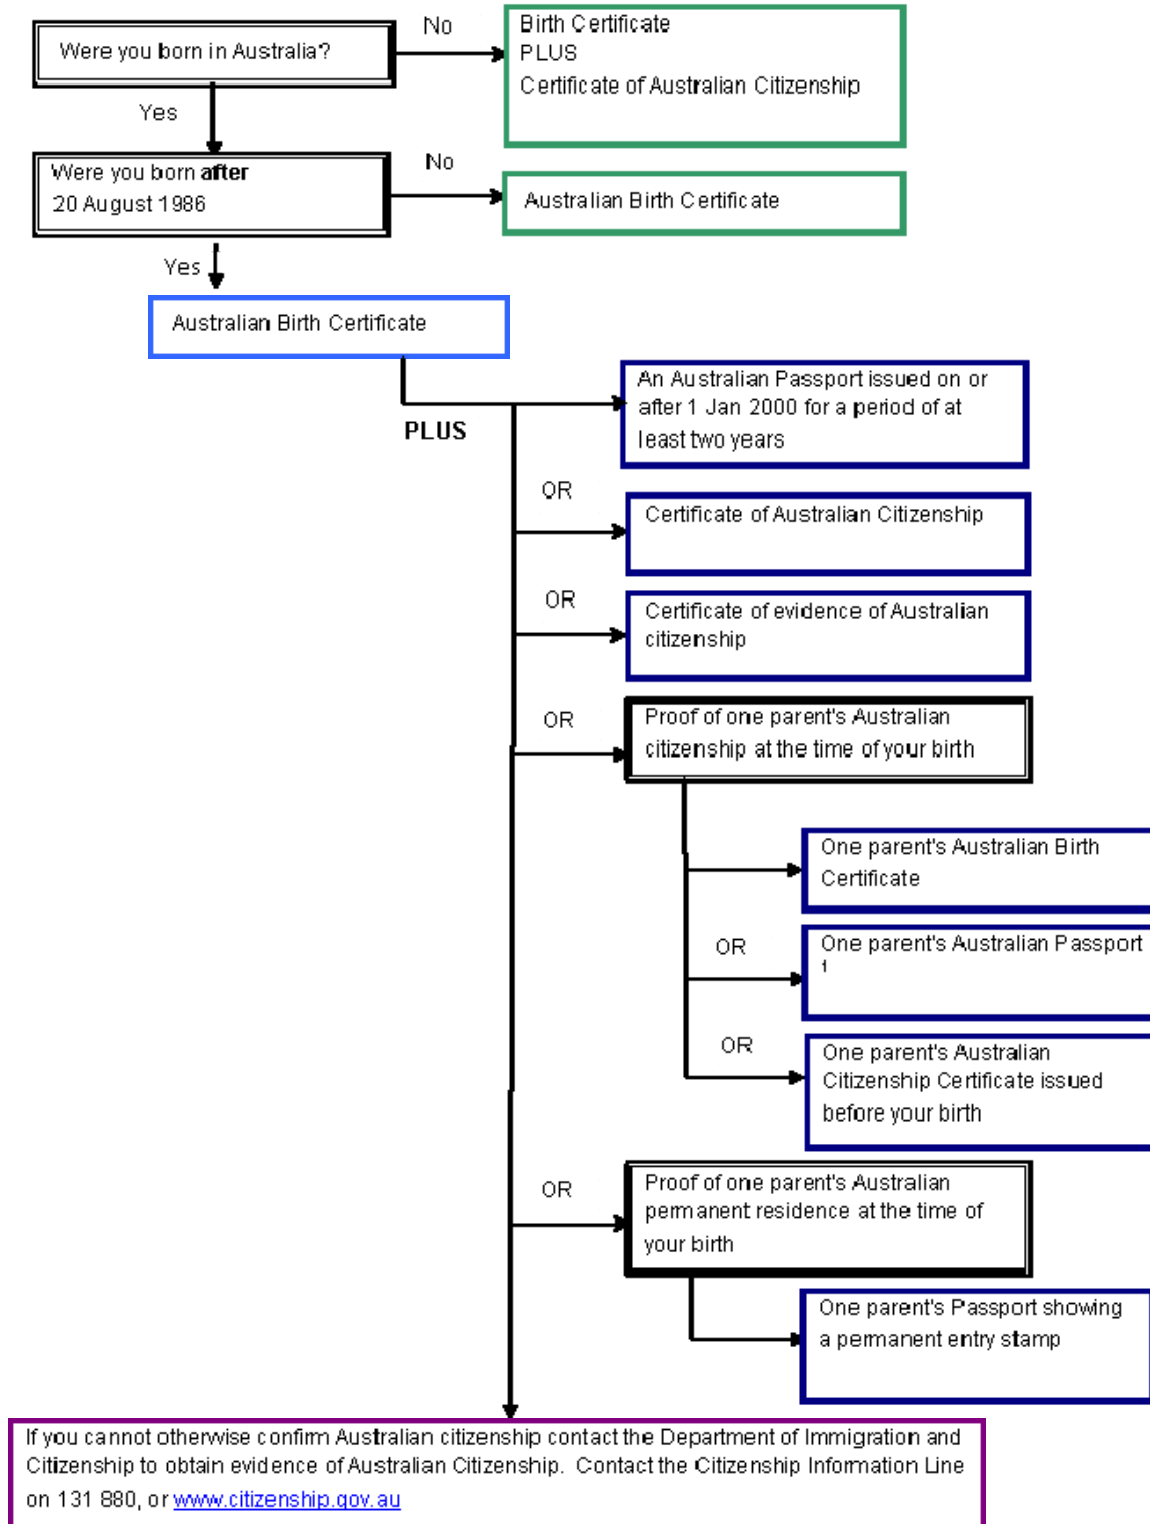 Were you born in Australia?
No
Birth Certificate
PLUS
Certificate of Australian Citizenship
Yes
Were you born after
20 August 1986
No
Australian Birth Certificate
Yes
Australian Birth Certificate
PLUS
An Australian Passport issued on or
after 1 Jan 2000 for a period of at
least two years
OR
Certificate of Australian Citizenship
OR
Certificate of evidence of Australian
citizenship
OR
Proof of one parent's Australian
citizenship at the time of your birth
One parent's Australian Birth
Certificate
OR
One parent's Australian Passport
1
OR
One parent's Australian
Citizenship Certificate issued
before your birth
OR
Proof of one parent's Australian
permanent residence at the time of
your birth
One parent's Passport showing
a permanent entry stamp
If you cannot otherwise confirm Australian citizenship contact the Department of Immigration and
Citizenship to obtain evidence of Australian Citizenship.  Contact the Citizenship Information Line
on 131 880, or www.citizenship.gov.au